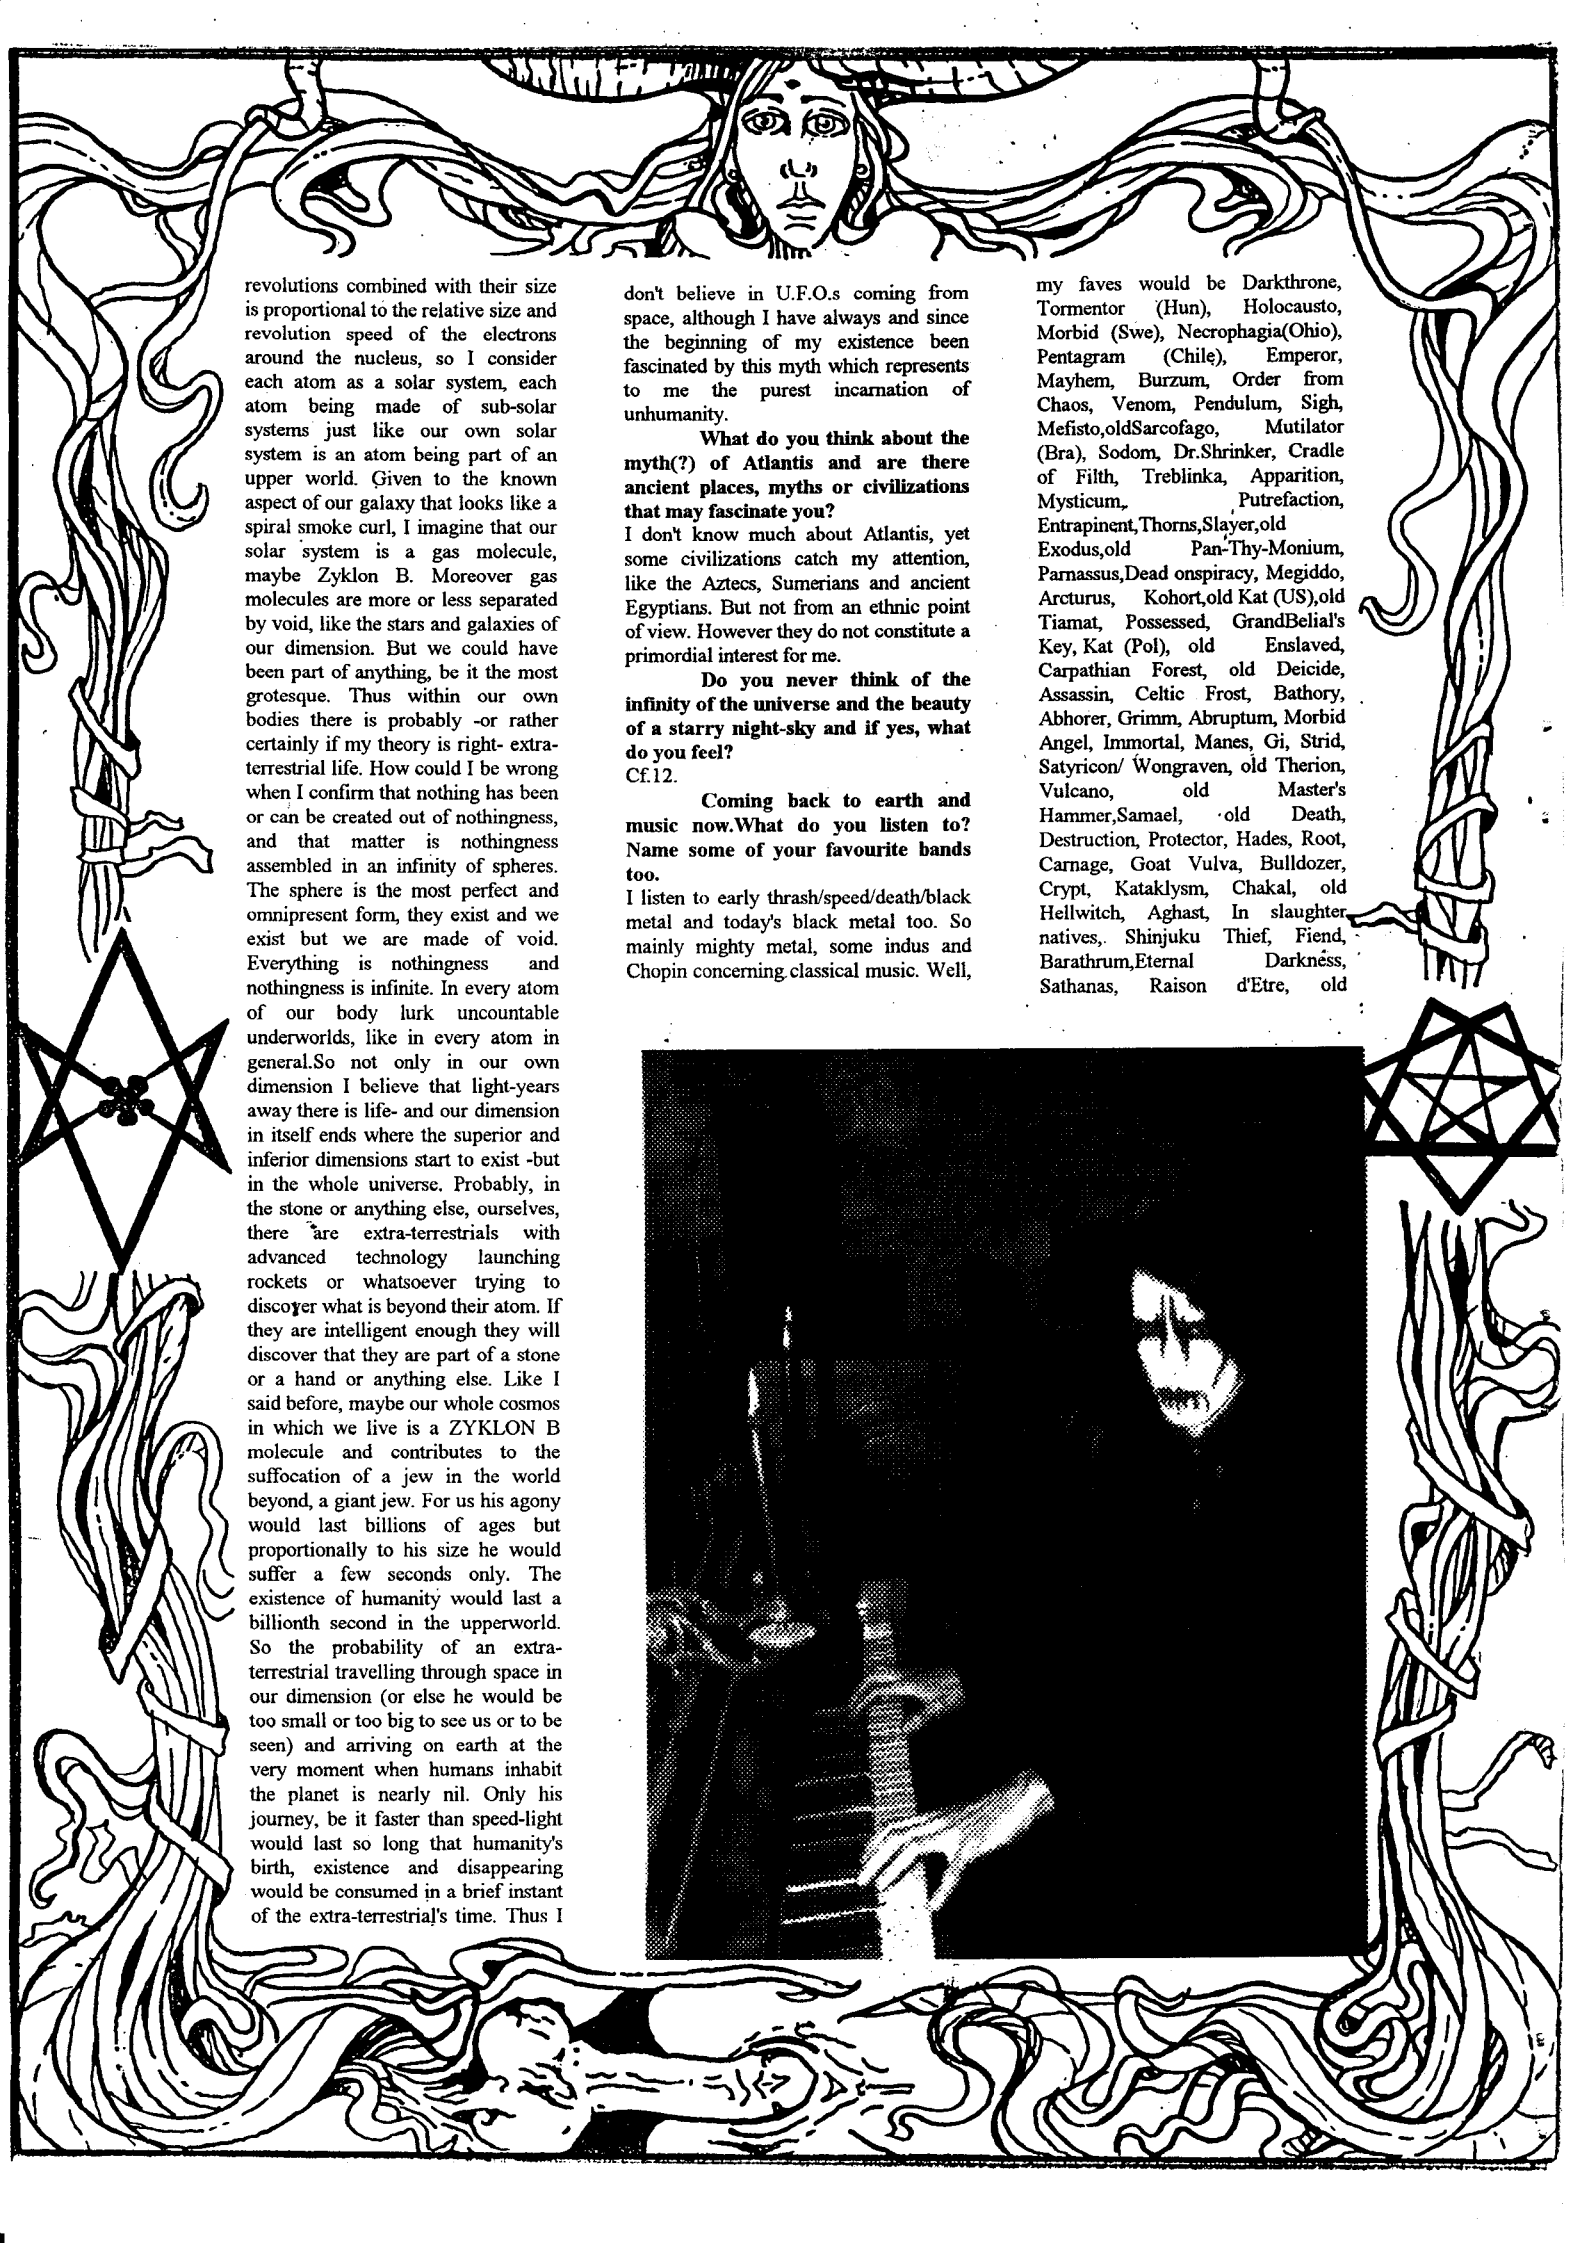 revolutions combined with their size
is proportional to the relative size and
revolution speed of the electrons
around the nucleus, so I consider
each atom as a solar system, each
atom being made of sub-solar
systems just like our own solar
system is an atom being part of an
upper world. Given to the known
aspect of our galaxy that looks like a
spiral smoke curl, I imagine that our
solar system is a gas molecule,
maybe Zyklon B. Moreover gas
molecules are more or less separated
by void, like the stars and galaxies of
our dimension. But we could have
been part of anything, be it the most
grotesque. Thus within our own
bodies there is probably -or rather
certainly if my theory is right- extra-
terrestrial life. How could I be wrong
when I confirm that nothing has been
or can be created out of nothingness,
and that matter is nothingness
assembled in an infinity of spheres.
The sphere is the most perfect and
omnipresent form, they exist and we
exist but we are made of void.
Everything is nothingness and
nothingness is infinite. In every atom
of our body lurk uncountable
underworlds, like in every atom in
general.So not only in our own
dimension I believe that light-years
away there is life- and our dimension
in itself ends where the superior and
inferior dimensions start to exist -but
in the whole universe. Probably, in
the stone or anything else, ourselves,
there are extra-terrestrials with
advanced technology launching
rockets or whatsoever trying to
discover what is beyond their atom. If
they are intelligent enough they will
discover that they are part of a stone
or a hand or anything else. Like I
said before, maybe our whole cosmos
in which we live is a ZYKLON B
molecule and contributes to the
suffocation of a jew in the world
beyond, a giant jew. For us his agony
would last billions of ages but
proportionally to his size he would
suffer a few seconds only. The
existence of humanity would last a
billionth second in the upperworld.
So the probability of an extra-
terrestrial travelling through space in
our dimension (or else he would be
too small or too big to see us or to be
seen) and arriving on earth at the
very moment when humans inhabit
the planet is nearly nil. Only his
journey, be it faster than speed-light
would last so long that humanity's
birth, existence and disappearing
would be consumed in a brief instant
of the extra-terrestrial's time. Thus I
don't believe in U.F.O.s coming from
space, although I have always and since
the beginning of my existence been
fascinated by this myth which represents
to me the purest incarnation of
unhumanity.
What do you think about the
myth(?) of Atlantis and are there
ancient places, myths or civilizations
that may fascinate you?
I don't know much about Atlantis, yet
some civilizations catch my attention,
like the Aztecs, Sumerians and ancient
Egyptians. But not from an ethnic point
of view. However they do not constitute a
primordial interest for me.
Do you never think of the
infinity of the universe and the beauty
of a starry night-sky and if yes, what
do you feel?
Cf.12.
Coming back to earth and
music now.What do you listen to?
Name some of your favourite bands
too.
I listen to early thrash/speed/death/black
metal and today's black metal too. So
mainly mighty metal, some indus and
Chopin concerning classical music. Well,
my faves would be Darkthrone,
Tormentor (Hun), Holocausto,
Morbid (Swe), Necrophagia(Ohio),
Pentagram (Chile), Emperor,
Mayhem, Burzum, Order from
Chaos, Venom, Pendulum, Sigh,
Mefisto,oldSarcofago, Mutilator
(Bra), Sodom, Dr.Shrinker, Cradle
of Filth, Treblinka, Apparition,
Mysticum, Putrefaction,
Entrapinent,Thorns,Slayer,old
Exodus,old Pan-Thy-Monium,
Parnassus,Dead onspiracy, Megiddo,
Arcturus, Kohort,old Kat (US),old
Tiamat, Possessed, GrandBelial's
Key, Kat (Pol), old Enslaved,
Carpathian Forest, old Deicide,
Assassin, Celtic Frost, Bathory,
Abhorer, Grimm, Abruptum, Morbid
Angel, Immortal, Manes, Gi, Strid,
Satyricon/ Wongraven, old Therion,
Vulcano, old Master's
Hammer,Samael, old Death,
Destruction, Protector, Hades, Root,
Carnage, Goat Vulva, Bulldozer,
Crypt, Kataklysm, Chakal, old
Hellwitch, Aghast, In slaughter
natives, Shinjuku Thief, Fiend,
Barathrum,Eternal Darkness,
Sathanas, Raison d'Etre, old